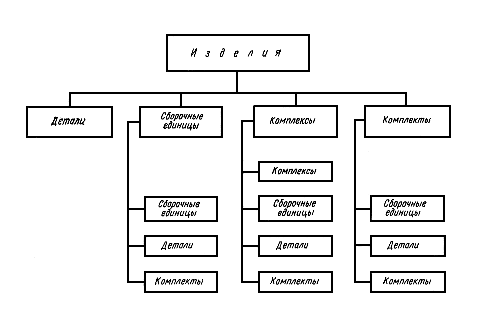 Изделия
Детали
Сборочные
единицы
Комплексы
Комплекты
Комплексы
Сборочные
единицы
Сборочные
единицы
Сборочные
единицы
Детали
Детали
Детали
Комплекты
Комплекты
Комплекты